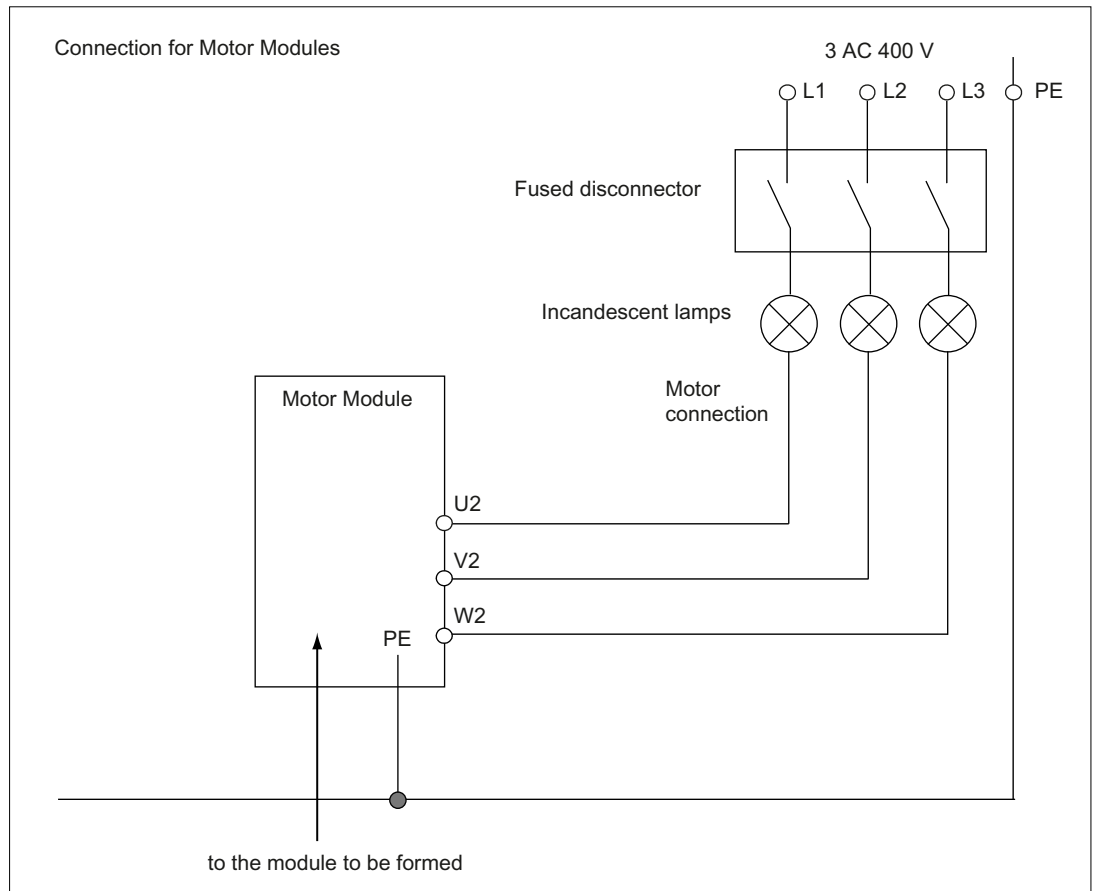 Connection for Motor Modules
3 AC 400 V
L1
L2
L3
PE
Fused disconnector
Incandescent lamps
Motor
connection
Motor Module
U2
V2
W2
PE
to the module to be formed